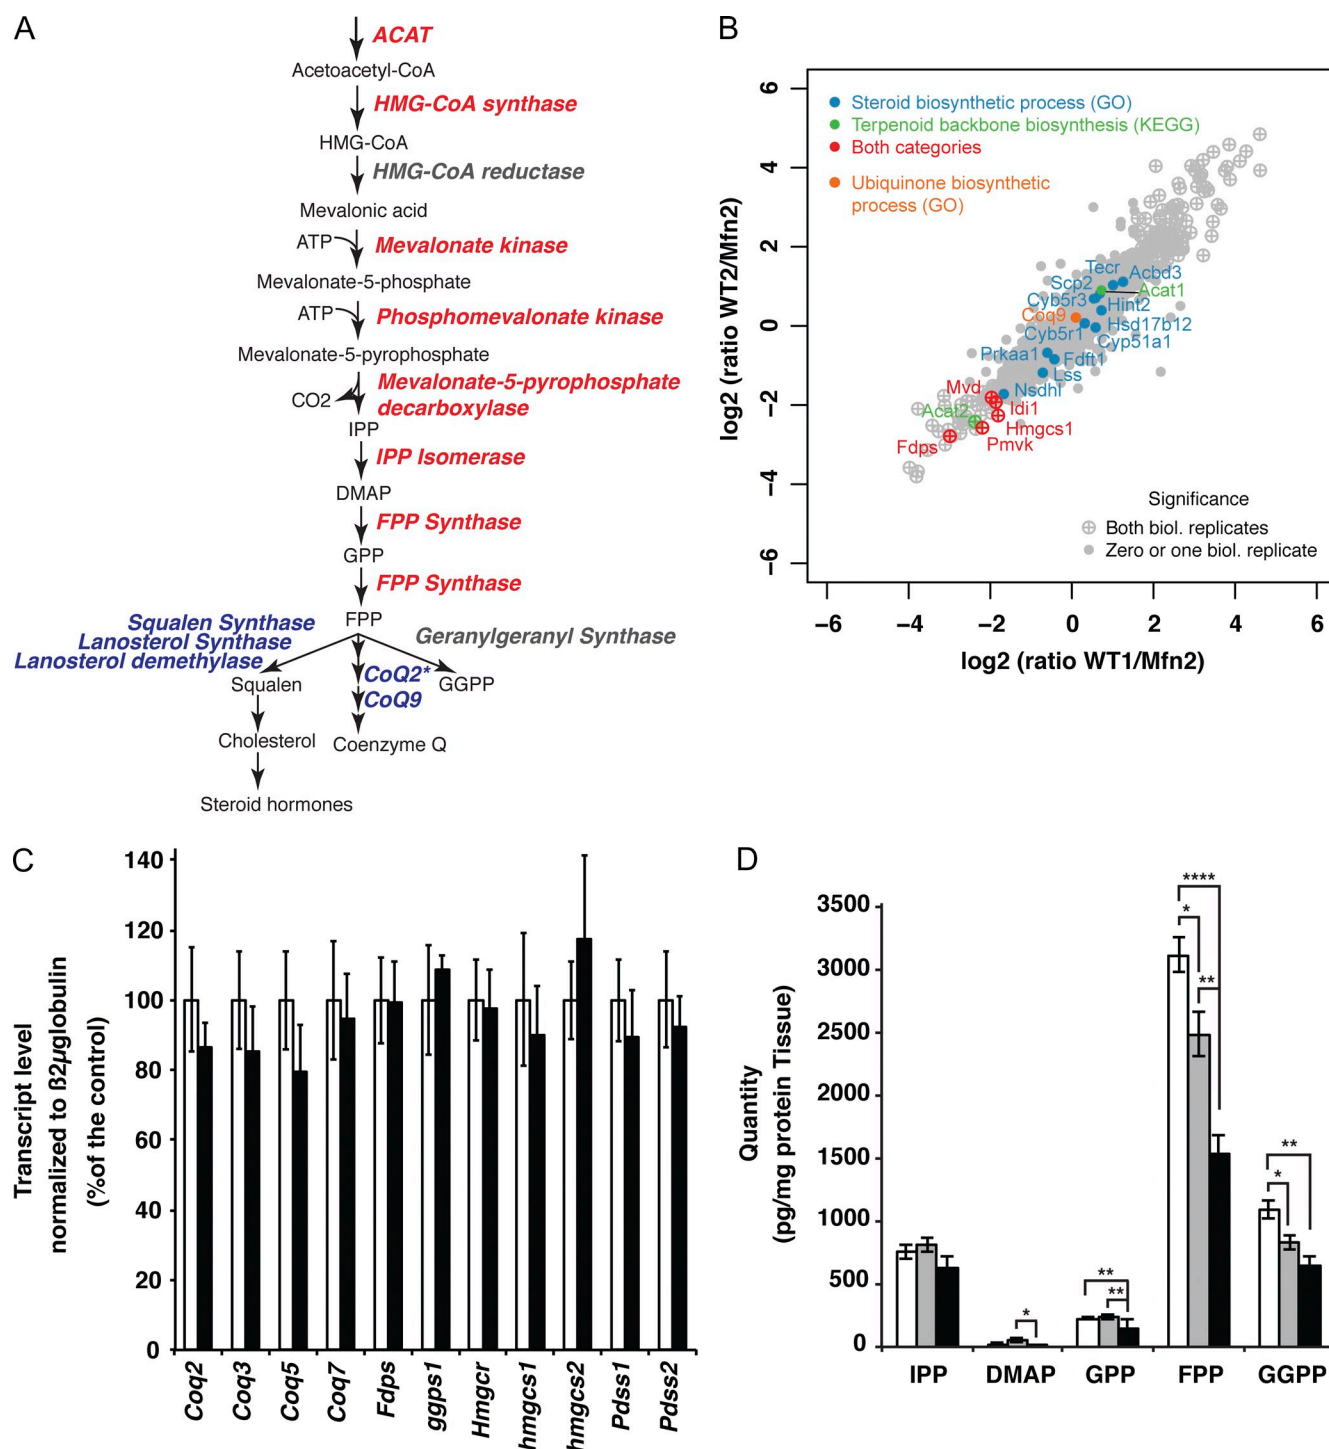 A
ACAT
Acetoacetyl-CoA
HMG-CoA synthase
HMG-CoA
HMG-CoA reductase
Mevalonic acid
ATP
Mevalonate kinase
Mevalonate-5-phosphate
ATP
Phosphomevalonate kinase
Mevalonate-5-pyrophosphate
Mevalonate-5-pyrophosphate
decarboxylase
CO2
IPP
IPP Isomerase
DMAP
FPP Synthase
GPP
FPP Synthase
FPP
Squalen Synthase
Lanosterol Synthase
Lanosterol demethylase
Geranylgeranyl Synthase
CoQ2*
CoQ9
Squalen
GGPP
Cholesterol
Coenzyme Q
Steroid hormones
B
log2 (ratio WT2/Mfn2)
6
4
2
0
−2
−4
−6
Steroid biosynthetic process (GO)
Terpenoid backbone biosynthesis (KEGG)
Both categories
Ubiquinone biosynthetic
process (GO)
Tecr
Acbd3
Scp2
Acat1
Cyb5r3
Hint2
Coq9
Hsd17b12
Cyb5r1
Cyp51a1
Prkaa1
Fdft1
Lss
Mvd
Nsdhl
Acat2
Idi1
Hmgcs1
Fdps
Pmvk
Significance
Both biol. replicates
Zero or one biol. replicate
−6 −4 −2 0 2 4 6
log2 (ratio WT1/Mfn2)
C
Transcript level
normalized to ß2µglobulin
(%of the control)
140
120
100
80
60
40
20
0
Coq2 Coq3 Coq5 Coq7 Fdps ggps1 Hmgcr hmgcs1 hmgcs2 Pdss1 Pdss2
D
Quantity
(pg/mg protein Tissue)
3500
3000
2500
2000
1500
1000
500
0
*
** **
**** * **
** *
IPP DMAP GPP FPP GGPP